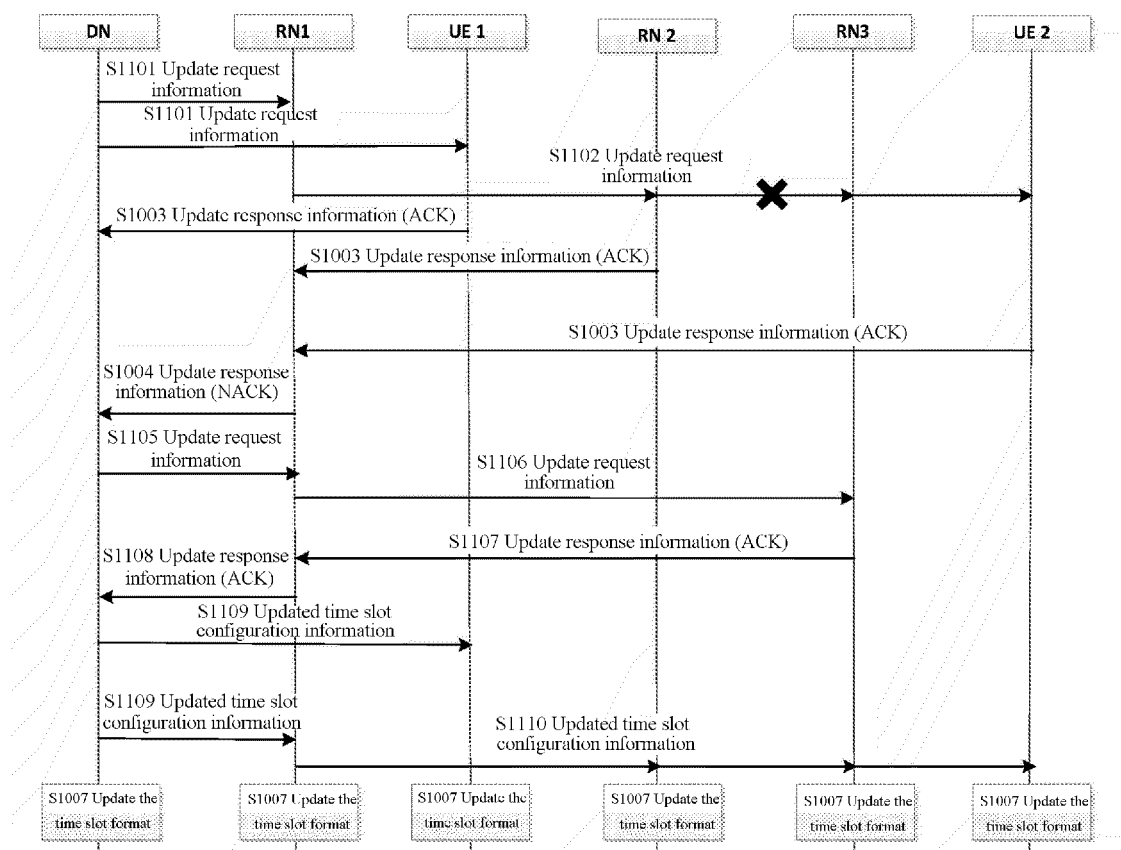 DN
RN1
UE 1
RN 2
RN3
UE 2
S1101 Update request
information
S1101 Update request
information
S1102 Update request
information
S1003 Update response information (ACK)
S1003 Update response information (ACK)
S1003 Update response information (ACK)
S1004 Update response
information (NACK)
S1105 Update request
information
S1106 Update request
information
S1107 Update response information (ACK)
S1108 Update response
information (ACK)
S1109 Updated time slot
configuration information
S1109 Updated time slot
configuration information
S1110 Updated time slot
configuration information
S1007 Update the
time slot format
S1007 Update the
time slot format
S1007 Update the
time slot format
S1007 Update the
time slot format
S1007 Update the
time slot format
S1007 Update the
time slot format